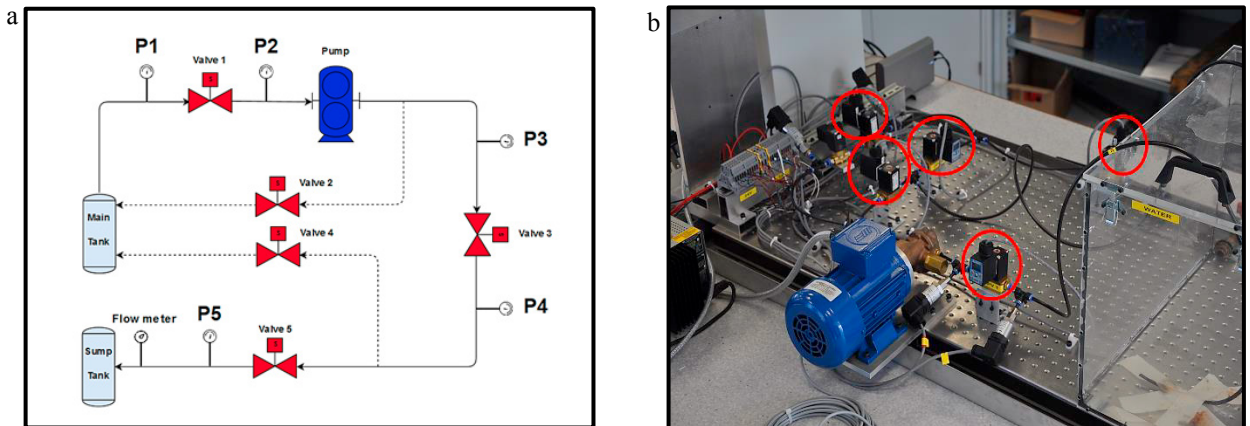 a
P1
Valve 1
P2
Pump
P3
Valve 2
Main
Tank
Valve 4
Valve 3
P4
Flow meter
P5
Valve 5
Sump
Tank
b
WATER